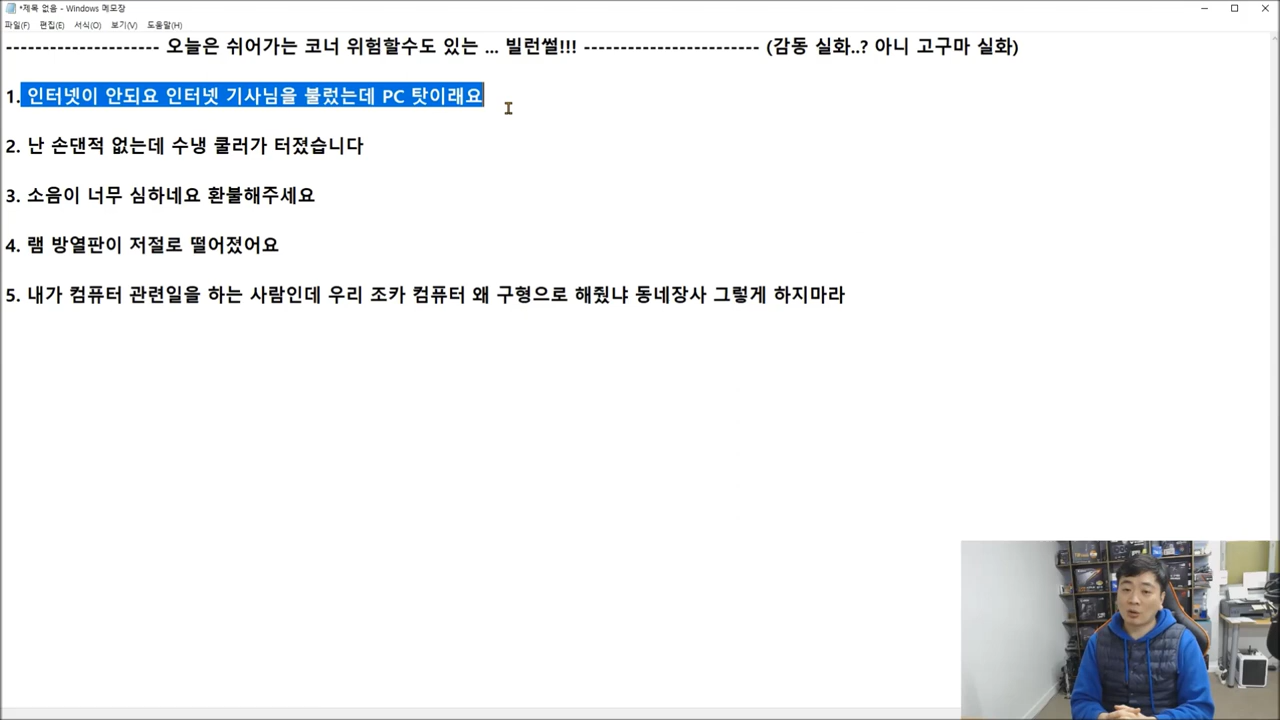 *제목 없음 - Windows 메모장
파일(F) 편집(E) 서식(O) 보기(V) 도움말(H)
--------------------- 오늘은 쉬어가는 코너 위험할수도 있는 ... 빌런썰!!! ------------------------ (감동 실화..? 아니 고구마 실화)
1. 인터넷이 안되요 인터넷 기사님을 불렀는데 PC 탓이래요
2. 난 손댄적 없는데 수냉 쿨러가 터졌습니다
3. 소음이 너무 심하네요 환불해주세요
4. 램 방열판이 저절로 떨어졌어요
5. 내가 컴퓨터 관련일을 하는 사람인데 우리 조카 컴퓨터 왜 구형으로 해줬냐 동네장사 그렇게 하지마라